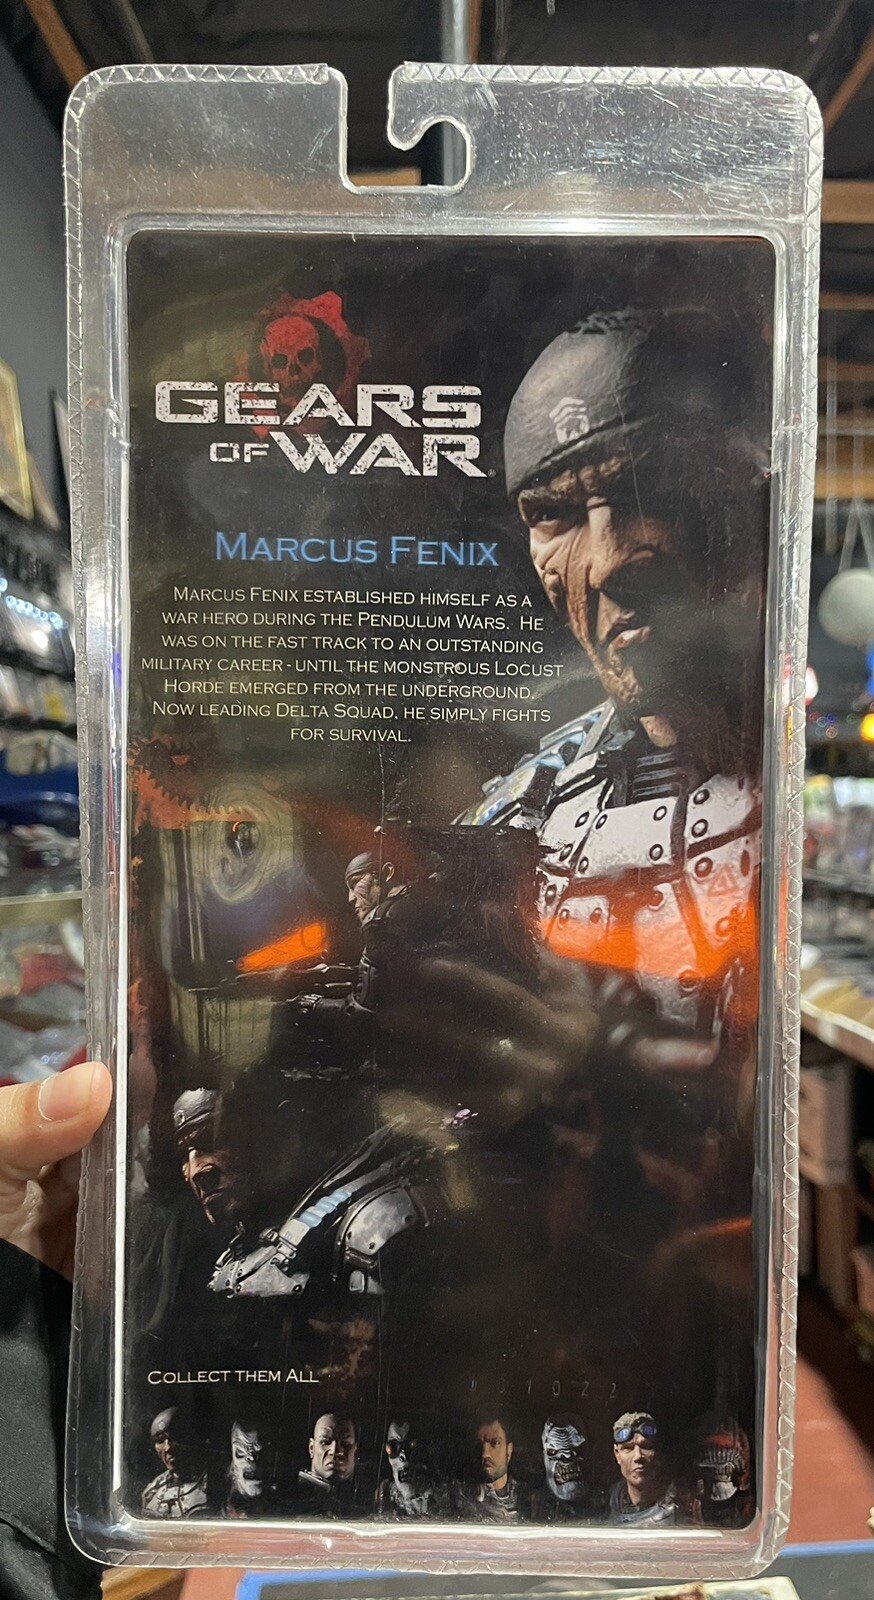 GEARS
OF WAR
MARCUS FENIX
MARCUS FENIX ESTABLISHED HIMSELF AS A
WAR HERO DURING THE PENDULUM WARS. HE
WAS ON THE FAST TRACK TO AN OUTSTANDING
MILITARY CAREER - UNTIL THE MONSTROUS LOCUST
HORDE EMERGED FROM THE UNDERGROUND.
NOW LEADING DELTA SQUAD, HE SIMPLY FIGHTS
FOR SURVIVAL.
COLLECT THEM ALL